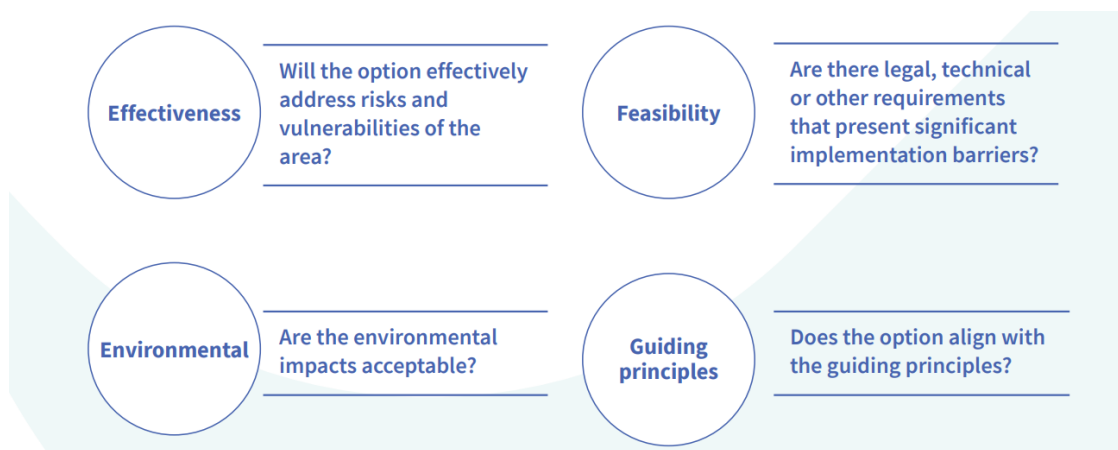 Effectiveness
Will the option effectively
address risks and
vulnerabilities of the
area?
Feasibility
Are there legal, technical
or other requirements
that present significant
implementation barriers?
Environmental
Are the environmental
impacts acceptable?
Guiding
principles
Does the option align with
the guiding principles?